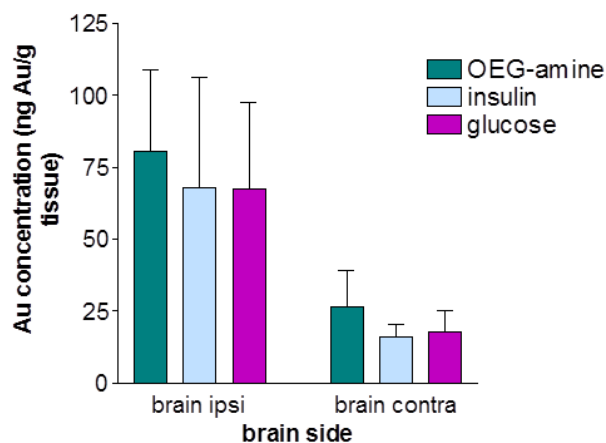 125
100
75
50
25
0
Au concentration (ng Au/g
tissue)
OEG-amine
insulin
glucose
brain ipsi
brain contra
brain side